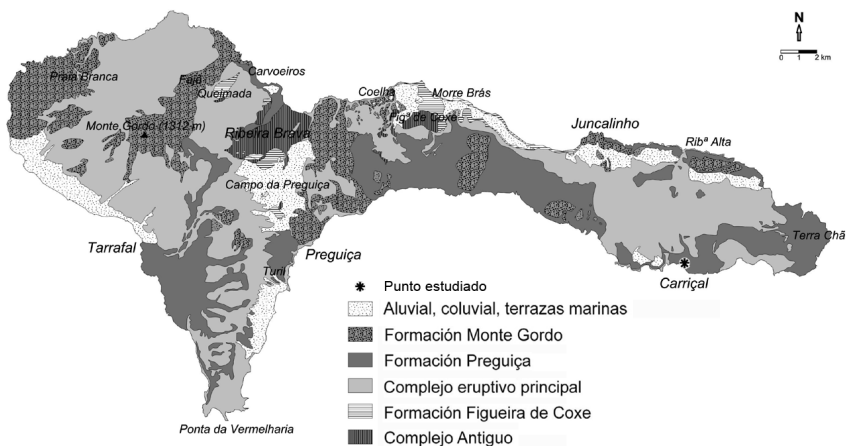 N
0 1 2 km
Praia Branca
Fajã
Carvoeiros
Queimada
Coelha
Morre Brás
Monte Gordo (1312 m)
Ribeira Brava
Figª de Coxe
Juncalinho
Ribª Alta
Campo da Preguiça
Tarrafal
Preguiça
Terra Chã
Turil
Carriçal
Ponta da Vermelharia
Punto estudiado
Aluvial, coluvial, terrazas marinas
Formación Monte Gordo
Formación Preguiça
Complejo eruptivo principal
Formación Figueira de Coxe
Complejo Antiguo